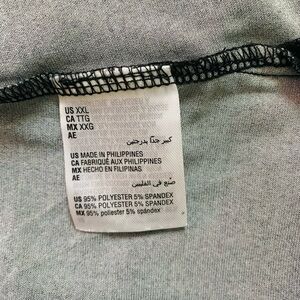 US XXL
CA TTG
MX XXG
AE
كبير جدًا بدرجتين
US MADE IN PHILIPPINES
CA FABRIQUÉ AUX PHILIPPINES
MX HECHO EN FILIPINAS
AE
صنع في الفلبين
US 95% POLYESTER 5% SPANDEX
CA 95% POLYESTER 5% SPANDEX
MX 95% poliester 5% spandex